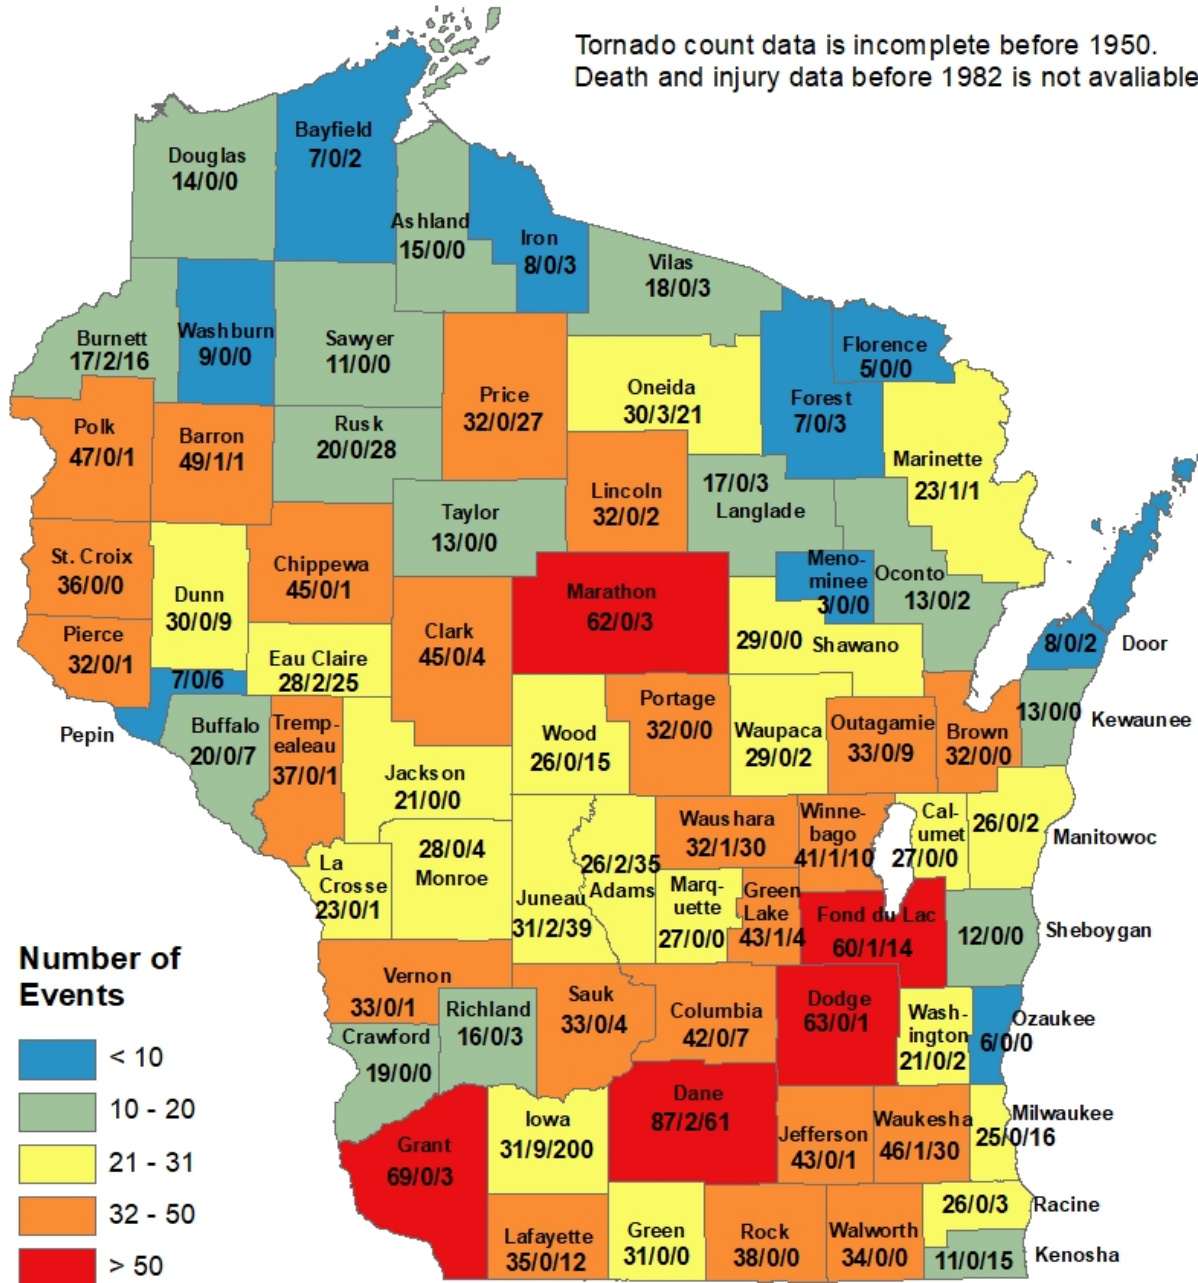 Tornado count data is incomplete before 1950.
Death and injury data before 1982 is not avaliable
Bayfield
7/0/2
Douglas
14/0/0
Ashland
15/0/0
Iron
8/0/3
Vilas
18/0/3
Burnett
17/2/16
Washburn
9/0/0
Sawyer
11/0/0
Florence
5/0/0
Price
32/0/27
Oneida
30/3/21
Forest
7/0/3
Polk
47/0/1
Barron
49/1/1
Rusk
20/0/28
Marinette
23/1/1
Lincoln
32/0/2
17/0/3
Langlade
Taylor
13/0/0
St. Croix
36/0/0
Chippewa
45/0/1
Meno-
minee
3/0/0
Oconto
13/0/2
Dunn
30/0/9
Marathon
62/0/3
Clark
45/0/4
Pierce
32/0/1
29/0/0
Shawano
8/0/2
Door
Eau Claire
28/2/25
7/0/6
Pepin
Buffalo
20/0/7
Tremp-
ealeau
37/0/1
Wood
26/0/15
Portage
32/0/0
Waupaca
29/0/2
Outagamie
33/0/9
Brown
32/0/0
13/0/0
Kewaunee
Jackson
21/0/0
Waushara
32/1/30
Winne-
bago
41/1/10
Cal-
umet
27/0/0
26/0/2
Manitowoc
La
Crosse
23/0/1
28/0/4
Monroe
Juneau
31/2/39
26/2/35
Adams
Marq-
uette
27/0/0
Green
Lake
43/1/4
Fond du Lac
60/1/14
12/0/0
Sheboygan
Vernon
33/0/1
Richland
16/0/3
Sauk
33/0/4
Columbia
42/0/7
Dodge
63/0/1
Wash-
ington
21/0/2
Ozaukee
6/0/0
Crawford
19/0/0
Grant
69/0/3
Iowa
31/9/200
Dane
87/2/61
Jefferson
43/0/1
Waukesha
46/1/30
Milwaukee
25/0/16
Lafayette
35/0/12
Green
31/0/0
Rock
38/0/0
Walworth
34/0/0
26/0/3
Racine
11/0/15
Kenosha
Number of
Events
< 10
10 - 20
21 - 31
32 - 50
> 50